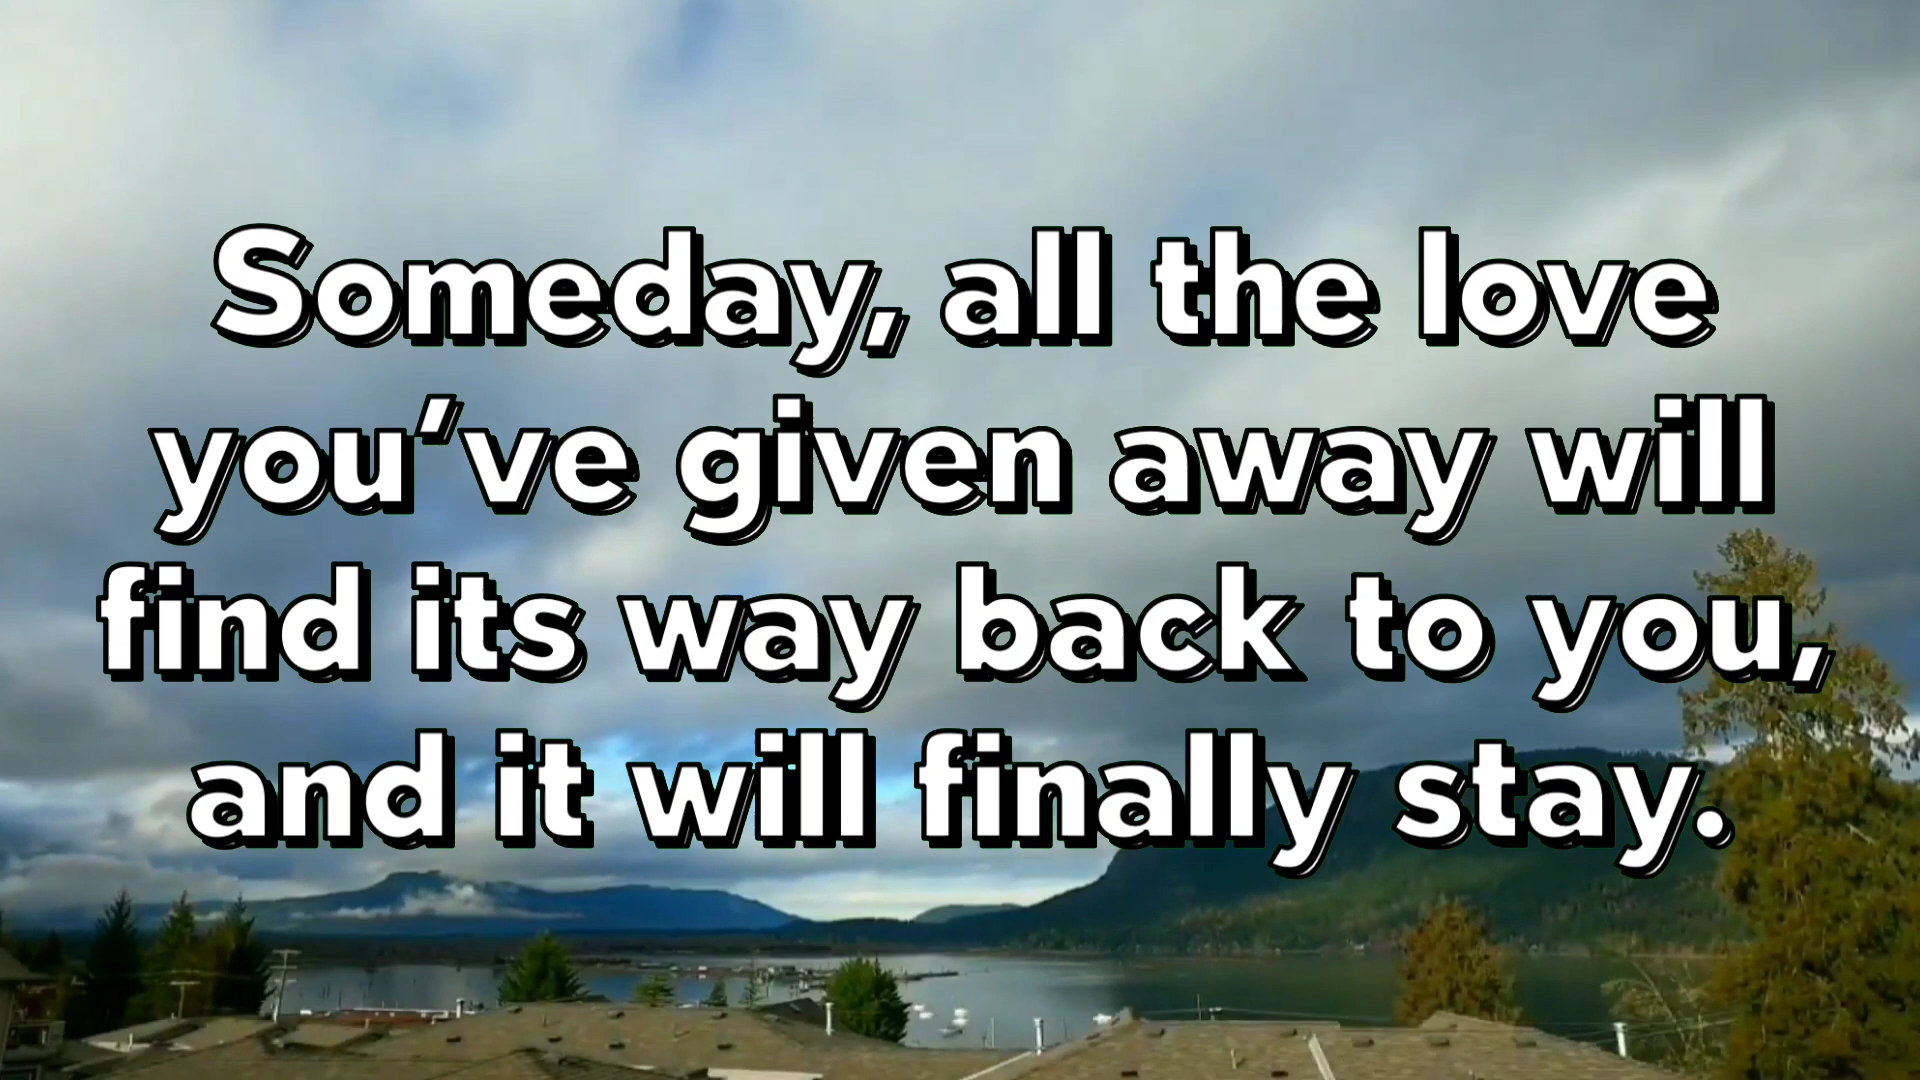 Someday, all the love
you’ve given away will
find its way back to you,
and it will finally stay.